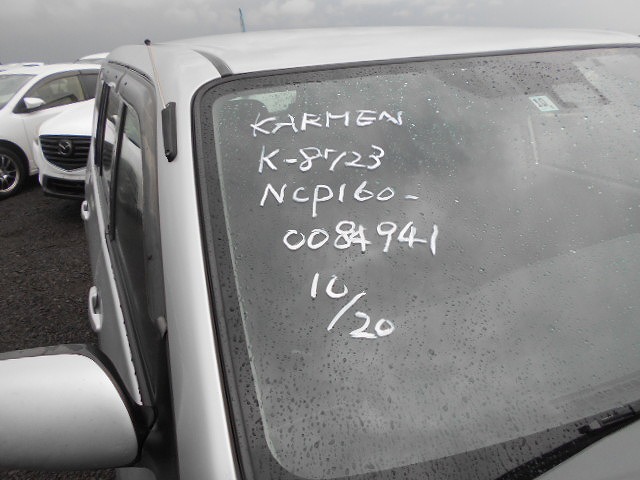 KARMEN
K-8723
NCP160-
0084941
10/20